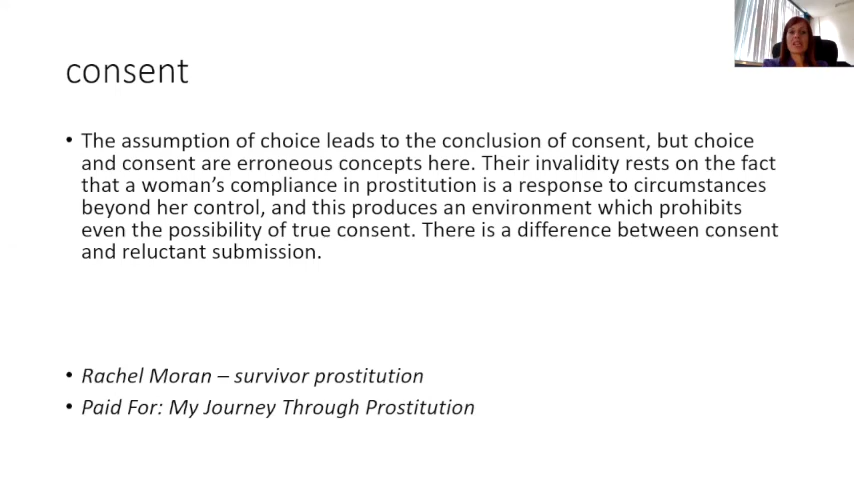 consent
• The assumption of choice leads to the conclusion of consent, but choice
and consent are erroneous concepts here. Their invalidity rests on the fact
that a woman’s compliance in prostitution is a response to circumstances
beyond her control, and this produces an environment which prohibits
even the possibility of true consent. There is a difference between consent
and reluctant submission.
• Rachel Moran – survivor prostitution
• Paid For: My Journey Through Prostitution